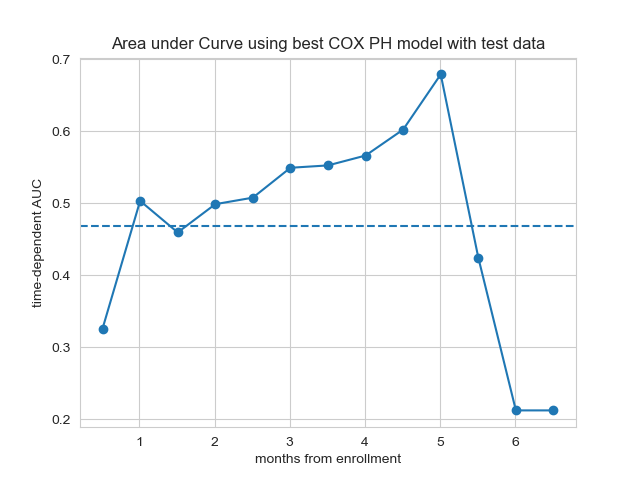 Area under Curve using best COX PH model with test data
time-dependent AUC
0.7
0.6
0.5
0.4
0.3
0.2
1 2 3 4 5 6
months from enrollment